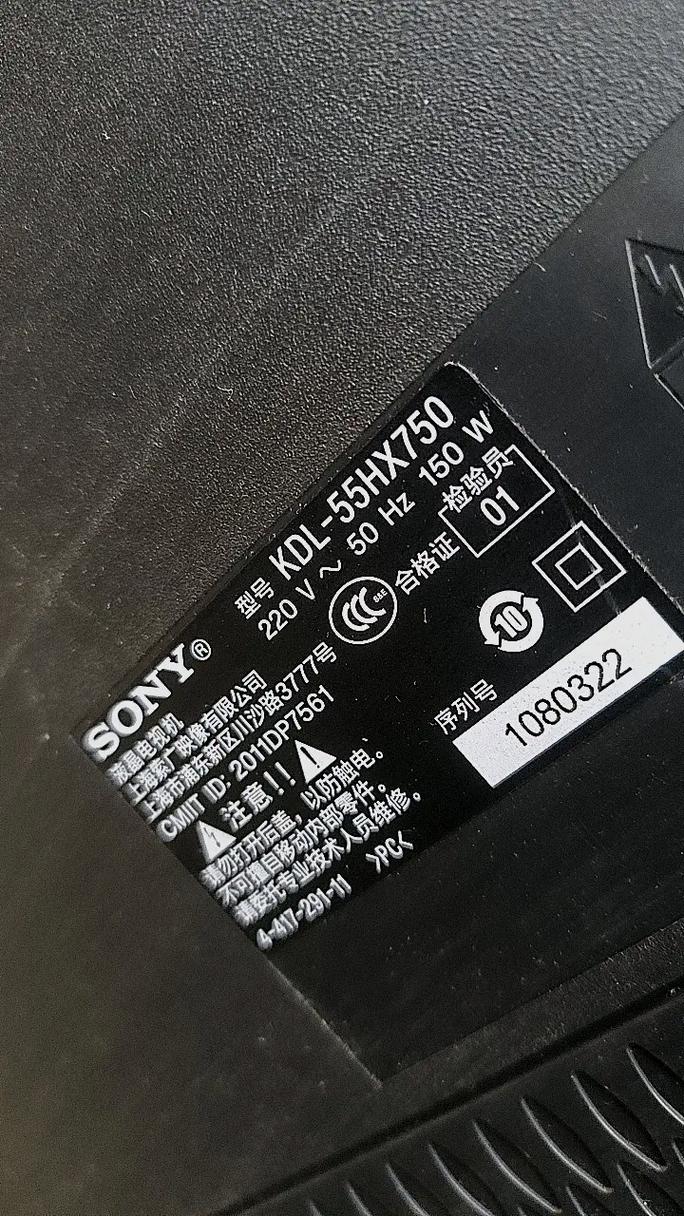 SONY®
液晶电视机
上海索广映像有限公司
上海市浦东新区川沙路3777号
CMIIT ID: 2011DP7561
型号 KDL-55HX750
220 V ~ 50 Hz 150 W
CCC S&E
合格证
检验员
01
10
注意!!
请勿打开后盖，以防触电。
不可擅自移动内部零件。
请委托专业技术人员维修。
4-417-291-11 >PC<
序列号
1080322